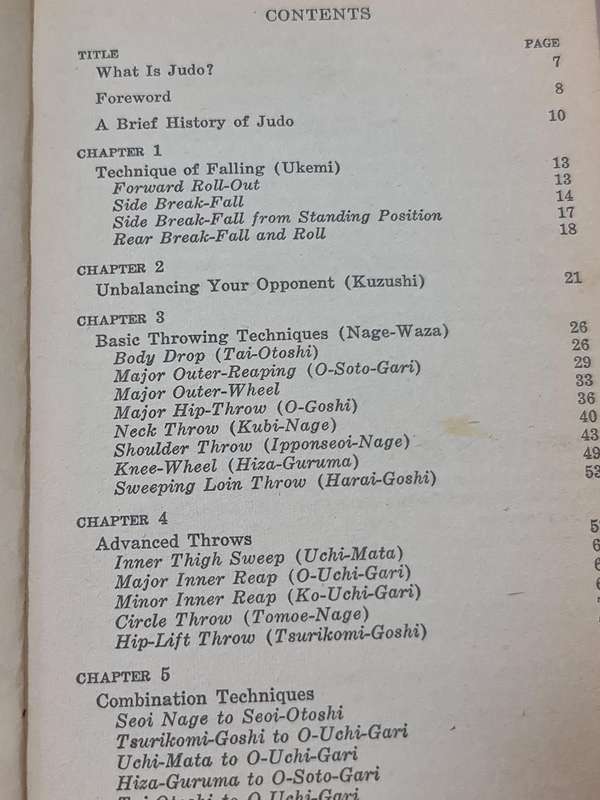 CONTENTS
TITLE PAGE
What Is Judo? 7
Foreword 8
A Brief History of Judo 10
CHAPTER 1
Technique of Falling (Ukemi) 13
Forward Roll-Out 13
Side Break-Fall 14
Side Break-Fall from Standing Position 17
Rear Break-Fall and Roll 18
CHAPTER 2
Unbalancing Your Opponent (Kuzushi) 21
CHAPTER 3
Basic Throwing Techniques (Nage-Waza) 26
Body Drop (Tai-Otoshi) 26
Major Outer-Reaping (O-Soto-Gari) 29
Major Outer-Wheel 33
Major Hip-Throw (O-Goshi) 36
Neck Throw (Kubi-Nage) 40
Shoulder Throw (Ipponseoi-Nage) 43
Knee-Wheel (Hiza-Guruma) 49
Sweeping Loin Throw (Harai-Goshi) 53
CHAPTER 4
Advanced Throws
Inner Thigh Sweep (Uchi-Mata)
Major Inner Reap (O-Uchi-Gari)
Minor Inner Reap (Ko-Uchi-Gari)
Circle Throw (Tomoe-Nage)
Hip-Lift Throw (Tsurikomi-Goshi)
CHAPTER 5
Combination Techniques
Seoi Nage to Seoi-Otoshi
Tsurikomi-Goshi to O-Uchi-Gari
Uchi-Mata to O-Uchi-Gari
Hiza-Guruma to O-Soto-Gari
Tai-Otoshi to O-Uchi-Gari